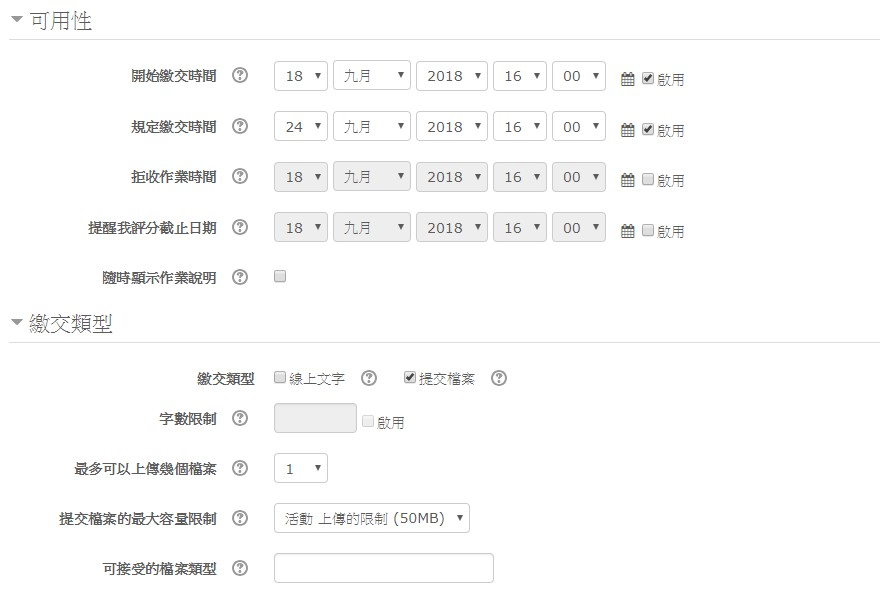 可用性
開始繳交時間 18 九月 2018 16 00 啟用
規定繳交時間 24 九月 2018 16 00 啟用
拒收作業時間 18 九月 2018 16 00 啟用
提醒我評分截止日期 18 九月 2018 16 00 啟用
隨時顯示作業說明
繳交類型
繳交類型 線上文字 提交檔案
字數限制 啟用
最多可以上傳幾個檔案 1
提交檔案的最大容量限制 活動 上傳的限制 (50MB)
可接受的檔案類型